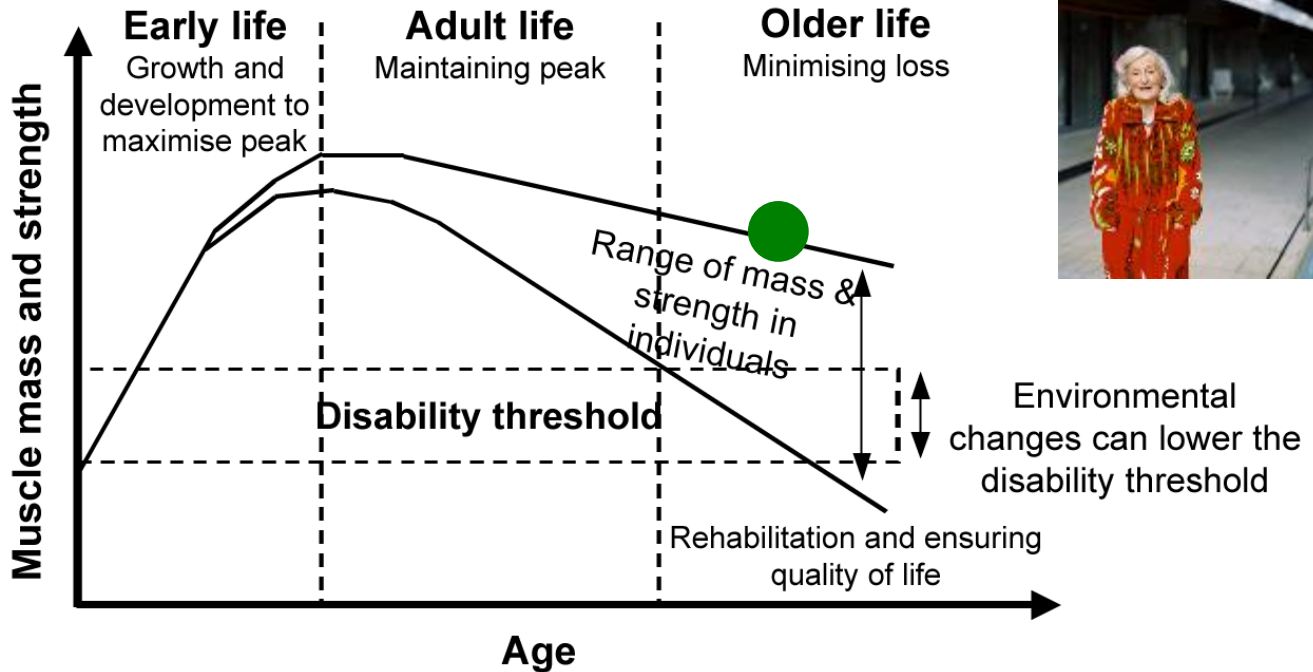 Early life
Growth and
development to
maximise peak
Adult life
Maintaining peak
Older life
Minimising loss
Muscle mass and strength
Range of mass &
strength in
individuals
Disability threshold
Environmental
changes can lower the
disability threshold
Rehabilitation and ensuring
quality of life
Age